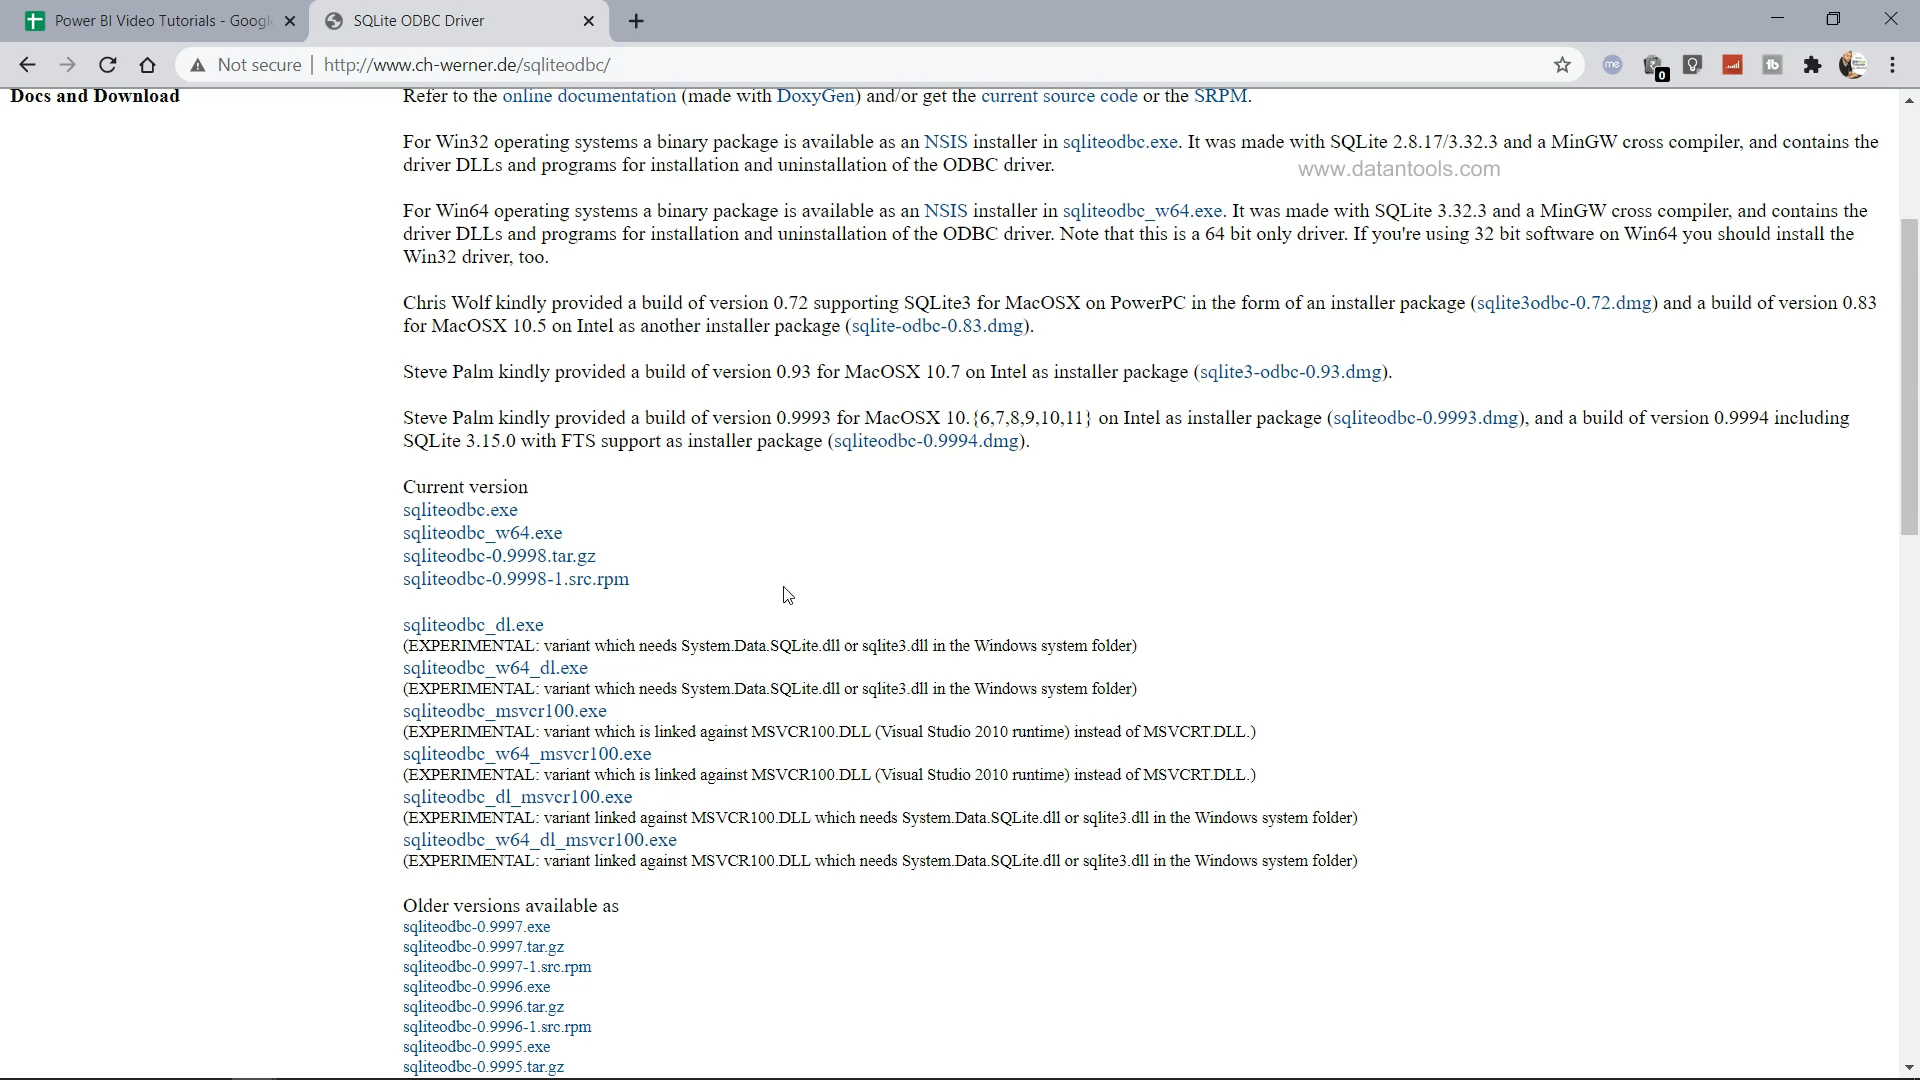 Power BI Video Tutorials - Googl
SQLite ODBC Driver
Not secure
http://www.ch-werner.de/sqliteodbc/
me
0
tb
Docs and Download
Refer to the online documentation (made with DoxyGen) and/or get the current source code or the SRPM.
For Win32 operating systems a binary package is available as an NSIS installer in sqliteodbc.exe. It was made with SQLite 2.8.17/3.32.3 and a MinGW cross compiler, and contains the
driver DLLs and programs for installation and uninstallation of the ODBC driver.
www.datantools.com
For Win64 operating systems a binary package is available as an NSIS installer in sqliteodbc_w64.exe. It was made with SQLite 3.32.3 and a MinGW cross compiler, and contains the
driver DLLs and programs for installation and uninstallation of the ODBC driver. Note that this is a 64 bit only driver. If you're using 32 bit software on Win64 you should install the
Win32 driver, too.
Chris Wolf kindly provided a build of version 0.72 supporting SQLite3 for MacOSX on PowerPC in the form of an installer package (sqlite3odbc-0.72.dmg) and a build of version 0.83
for MacOSX 10.5 on Intel as another installer package (sqlite-odbc-0.83.dmg).
Steve Palm kindly provided a build of version 0.93 for MacOSX 10.7 on Intel as installer package (sqlite3-odbc-0.93.dmg).
Steve Palm kindly provided a build of version 0.9993 for MacOSX 10.{6,7,8,9,10,11} on Intel as installer package (sqliteodbc-0.9993.dmg), and a build of version 0.9994 including
SQLite 3.15.0 with FTS support as installer package (sqliteodbc-0.9994.dmg).
Current version
sqliteodbc.exe
sqliteodbc_w64.exe
sqliteodbc-0.9998.tar.gz
sqliteodbc-0.9998-1.src.rpm
sqliteodbc_dl.exe
(EXPERIMENTAL: variant which needs System.Data.SQLite.dll or sqlite3.dll in the Windows system folder)
sqliteodbc_w64_dl.exe
(EXPERIMENTAL: variant which needs System.Data.SQLite.dll or sqlite3.dll in the Windows system folder)
sqliteodbc_msvcr100.exe
(EXPERIMENTAL: variant which is linked against MSVCR100.DLL (Visual Studio 2010 runtime) instead of MSVCRT.DLL.)
sqliteodbc_w64_msvcr100.exe
(EXPERIMENTAL: variant which is linked against MSVCR100.DLL (Visual Studio 2010 runtime) instead of MSVCRT.DLL.)
sqliteodbc_dl_msvcr100.exe
(EXPERIMENTAL: variant linked against MSVCR100.DLL which needs System.Data.SQLite.dll or sqlite3.dll in the Windows system folder)
sqliteodbc_w64_dl_msvcr100.exe
(EXPERIMENTAL: variant linked against MSVCR100.DLL which needs System.Data.SQLite.dll or sqlite3.dll in the Windows system folder)
Older versions available as
sqliteodbc-0.9997.exe
sqliteodbc-0.9997.tar.gz
sqliteodbc-0.9997-1.src.rpm
sqliteodbc-0.9996.exe
sqliteodbc-0.9996.tar.gz
sqliteodbc-0.9996-1.src.rpm
sqliteodbc-0.9995.exe
sqliteodbc-0.9995.tar.gz